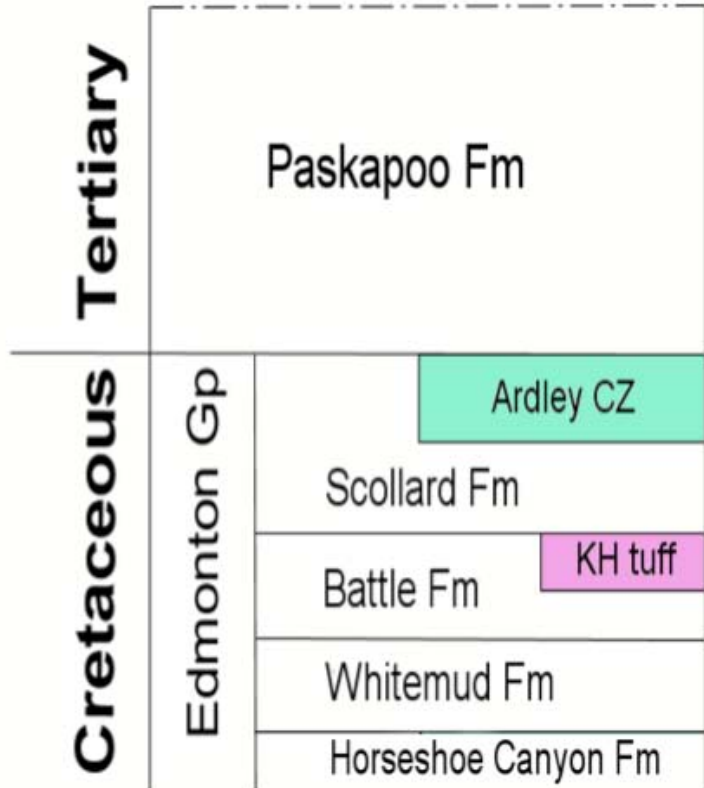 Tertiary
Paskapoo Fm
Cretaceous
Edmonton Gp
Ardley CZ
Scollard Fm
KH tuff
Battle Fm
Whitemud Fm
Horseshoe Canyon Fm